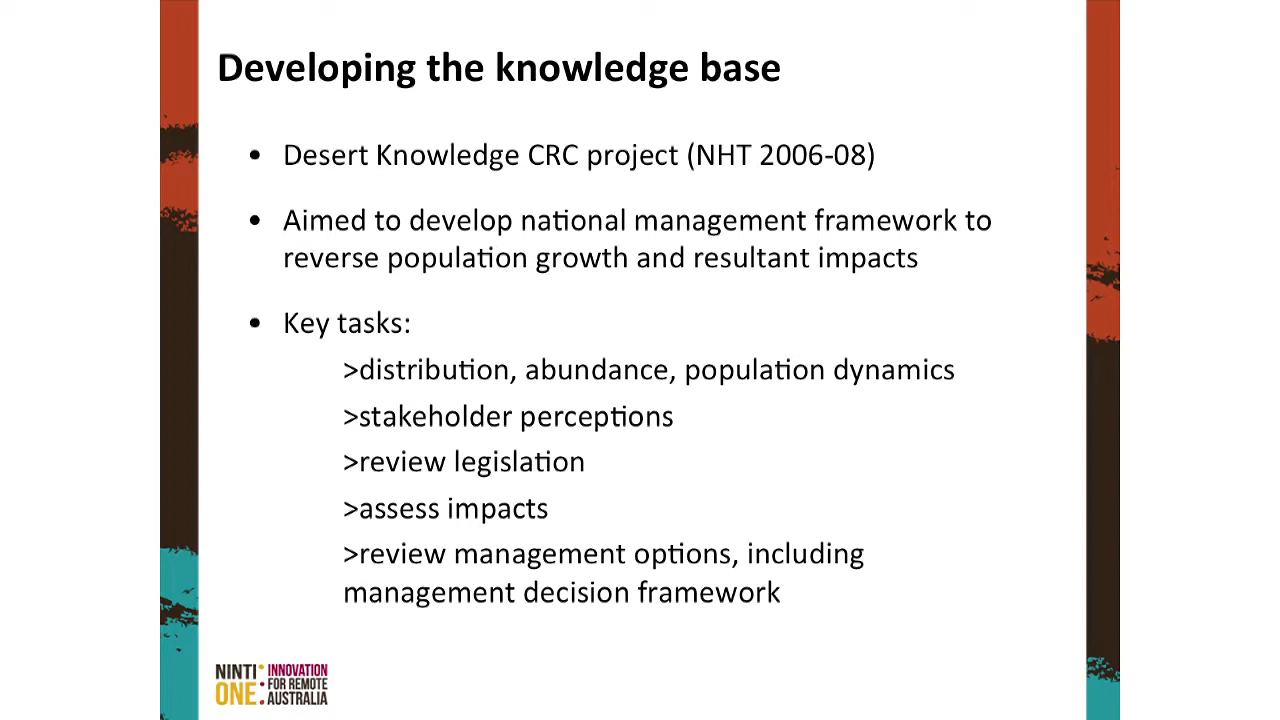 Developing the knowledge base
• Desert Knowledge CRC project (NHT 2006-08)
• Aimed to develop national management framework to
reverse population growth and resultant impacts
• Key tasks:
>distribution, abundance, population dynamics
>stakeholder perceptions
>review legislation
>assess impacts
>review management options, including
management decision framework
NINTI ONE: INNOVATION
FOR REMOTE
AUSTRALIA